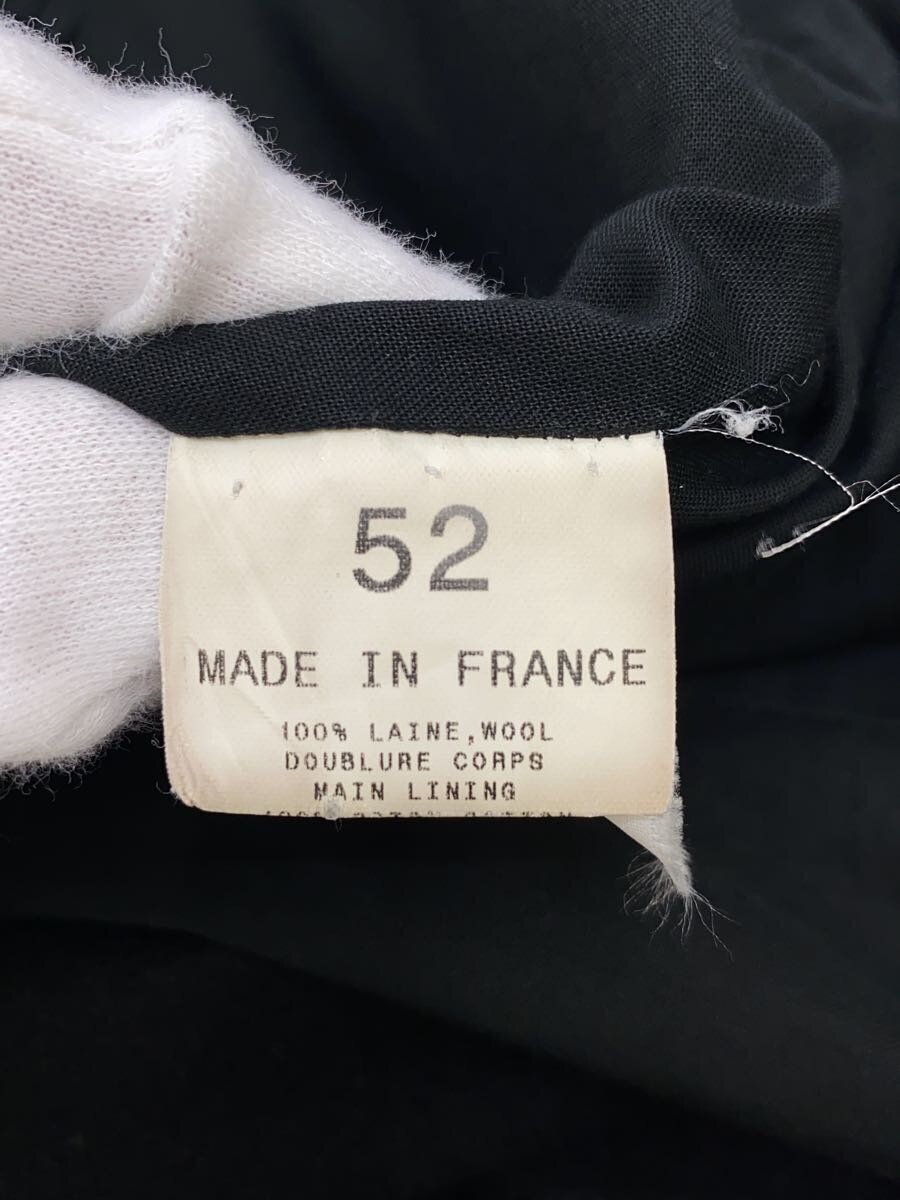 52
MADE IN FRANCE
100% LAINE,WOOL
DOUBLURE CORPS
MAIN LINING